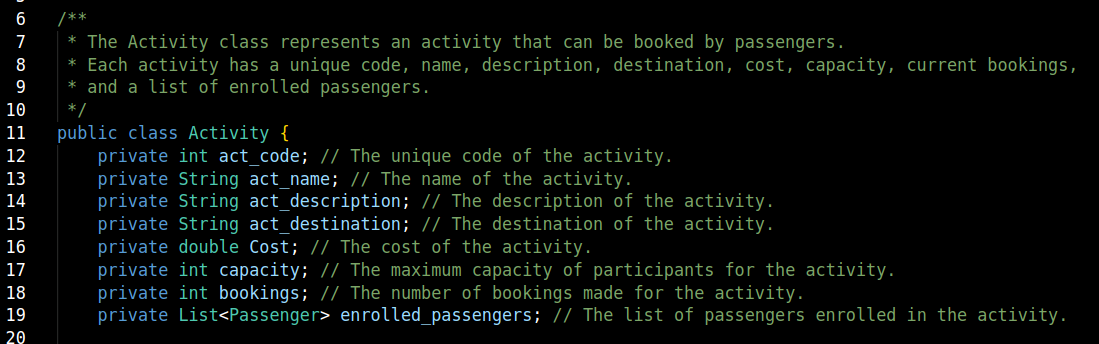 6 /**
7 * The Activity class represents an activity that can be booked by passengers.
8 * Each activity has a unique code, name, description, destination, cost, capacity, current bookings,
9 * and a list of enrolled passengers.
10 */
11 public class Activity {
12 private int act_code; // The unique code of the activity.
13 private String act_name; // The name of the activity.
14 private String act_description; // The description of the activity.
15 private String act_destination; // The destination of the activity.
16 private double Cost; // The cost of the activity.
17 private int capacity; // The maximum capacity of participants for the activity.
18 private int bookings; // The number of bookings made for the activity.
19 private List<Passenger> enrolled_passengers; // The list of passengers enrolled in the activity.
20